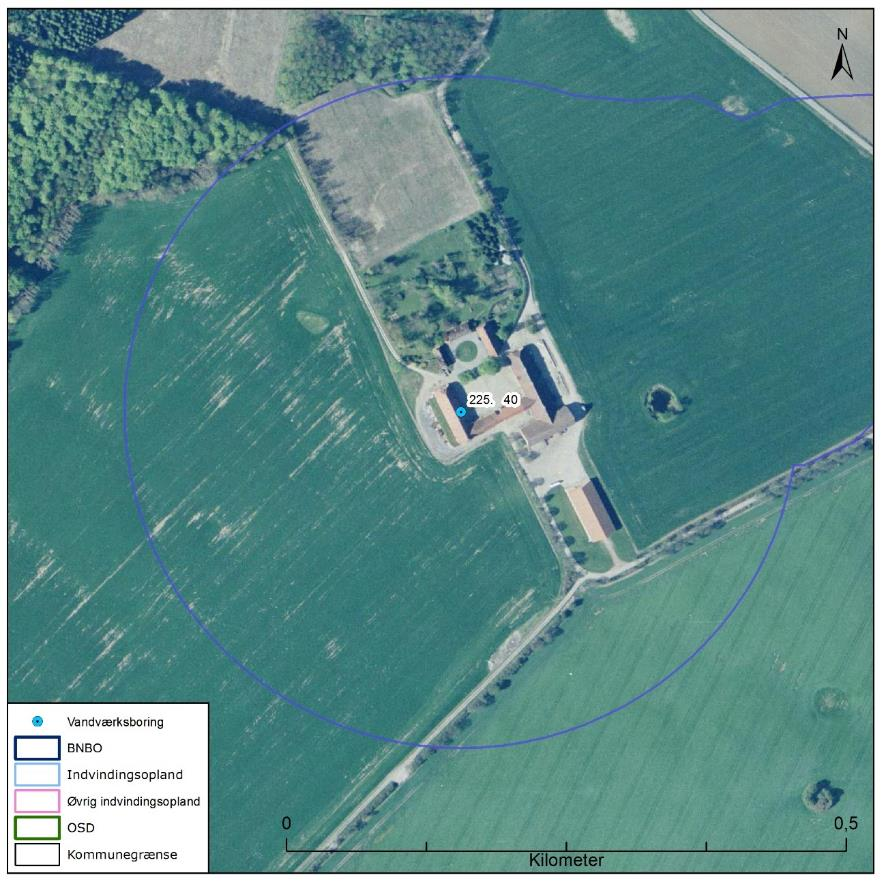 N
225. 40
Vandværksboring
BNBO
Indvindingsopland
Øvrig indvindingsopland
OSD
Kommunegrænse
0 0,5
Kilometer